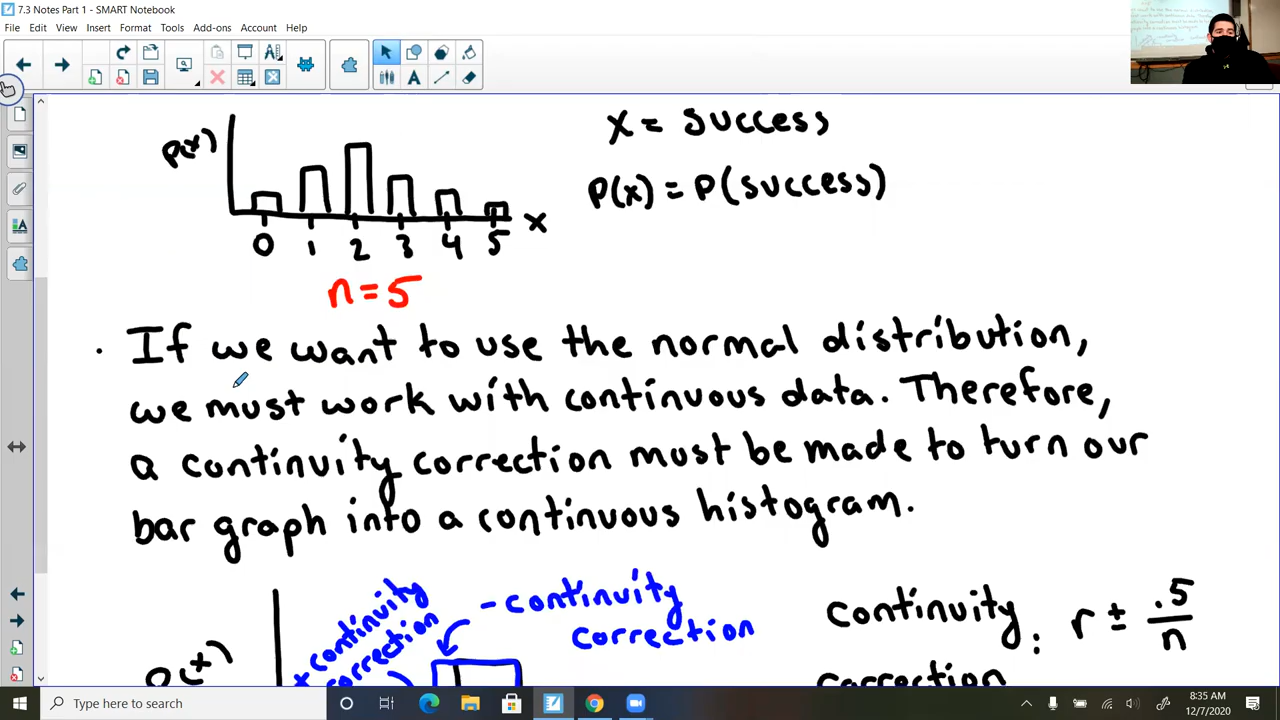 7.3 Notes Part 1 - SMART Notebook
File Edit View Insert Format Tools Add-ons Account Help
P(x)
x = success
P(x) = P(success)
0 1 2 3 4 5 x
n = 5
• If we want to use the normal distribution,
we must work with continuous data. Therefore,
a continuity correction must be made to turn our
bar graph into a continuous histogram.
P(x)
+ continuity
correction
- continuity
correction
continuity
correction
: r ± .5/n
Type here to search
8:35 AM
12/7/2020